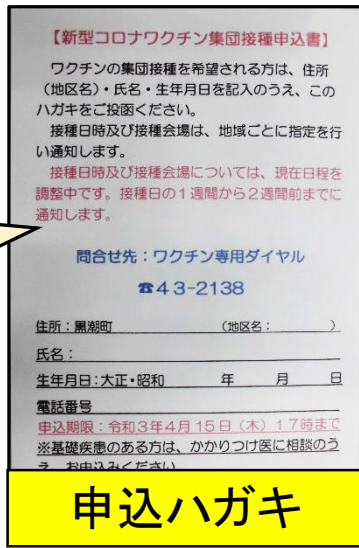 【新型コロナワクチン集団接種申込書】
ワクチンの集団接種を希望される方は、住所
（地区名）・氏名・生年月日を記入のうえ、この
ハガキをご投函ください。
接種日時及び接種会場は、地域ごとに指定を行
い通知します。
接種日時及び接種会場については、現在日程を
調整中です。接種日の1週間から2週間前までに
通知します。
問合せ先：ワクチン専用ダイヤル
☎43-2138
住所：黒潮町　（地区名：　）
氏名：
生年月日：大正・昭和　年　月　日
電話番号
申込期限：令和3年4月15日（木）17時まで
※基礎疾患のある方は、かかりつけ医に相談のう
え、お申込みください
申込ハガキ